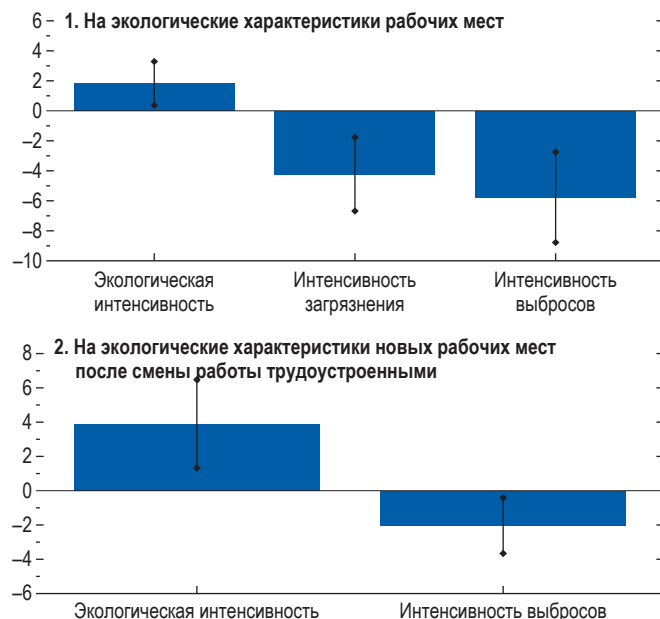 1. На экологические характеристики рабочих мест
6
4
2
0
–2
–4
–6
–8
–10
Экологическая интенсивность
Интенсивность загрязнения
Интенсивность выбросов
2. На экологические характеристики новых рабочих мест
после смены работы трудоустроенными
8
6
4
2
0
–2
–4
–6
Экологическая интенсивность
Интенсивность выбросов